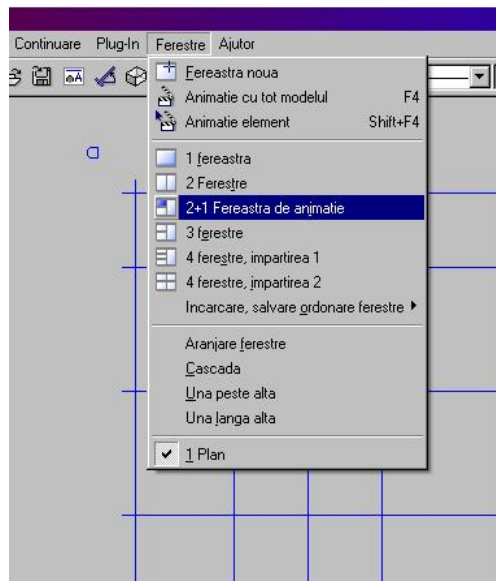 Continuare Plug-In Ferestre Ajutor
Fereastra noua
Animatie cu tot modelul F4
Animatie element Shift+F4
1 fereastra
2 Ferestre
2+1 Fereastra de animatie
3 ferestre
4 ferestre, impartirea 1
4 ferestre, impartirea 2
Incarcare, salvare ordonare ferestre
Aranjare ferestre
Cascada
Una peste alta
Una langa alta
1 Plan